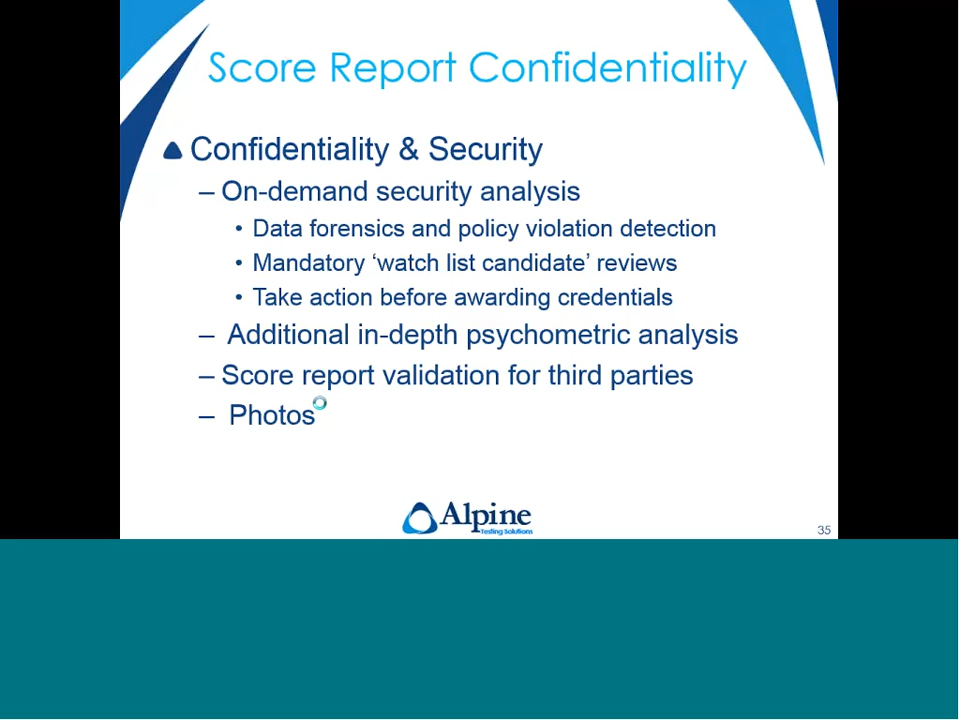 Score Report Confidentiality
Confidentiality & Security
– On-demand security analysis
• Data forensics and policy violation detection
• Mandatory ‘watch list candidate’ reviews
• Take action before awarding credentials
– Additional in-depth psychometric analysis
– Score report validation for third parties
– Photos
Alpine
Testing Solutions
35